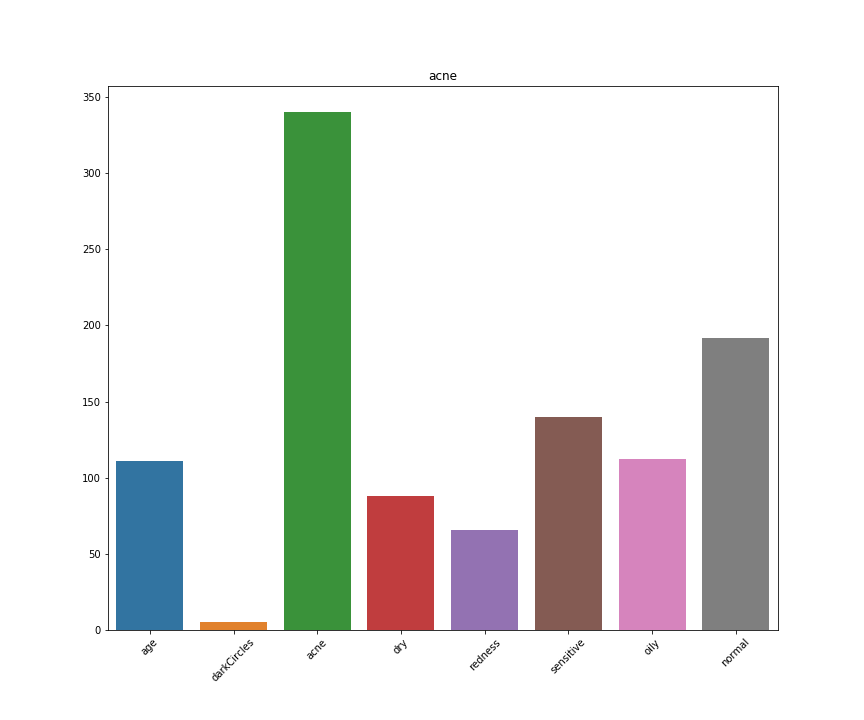 acne
350
300
250
200
150
100
50
0
age
darkCircles
acne
dry
redness
sensitive
oily
normal